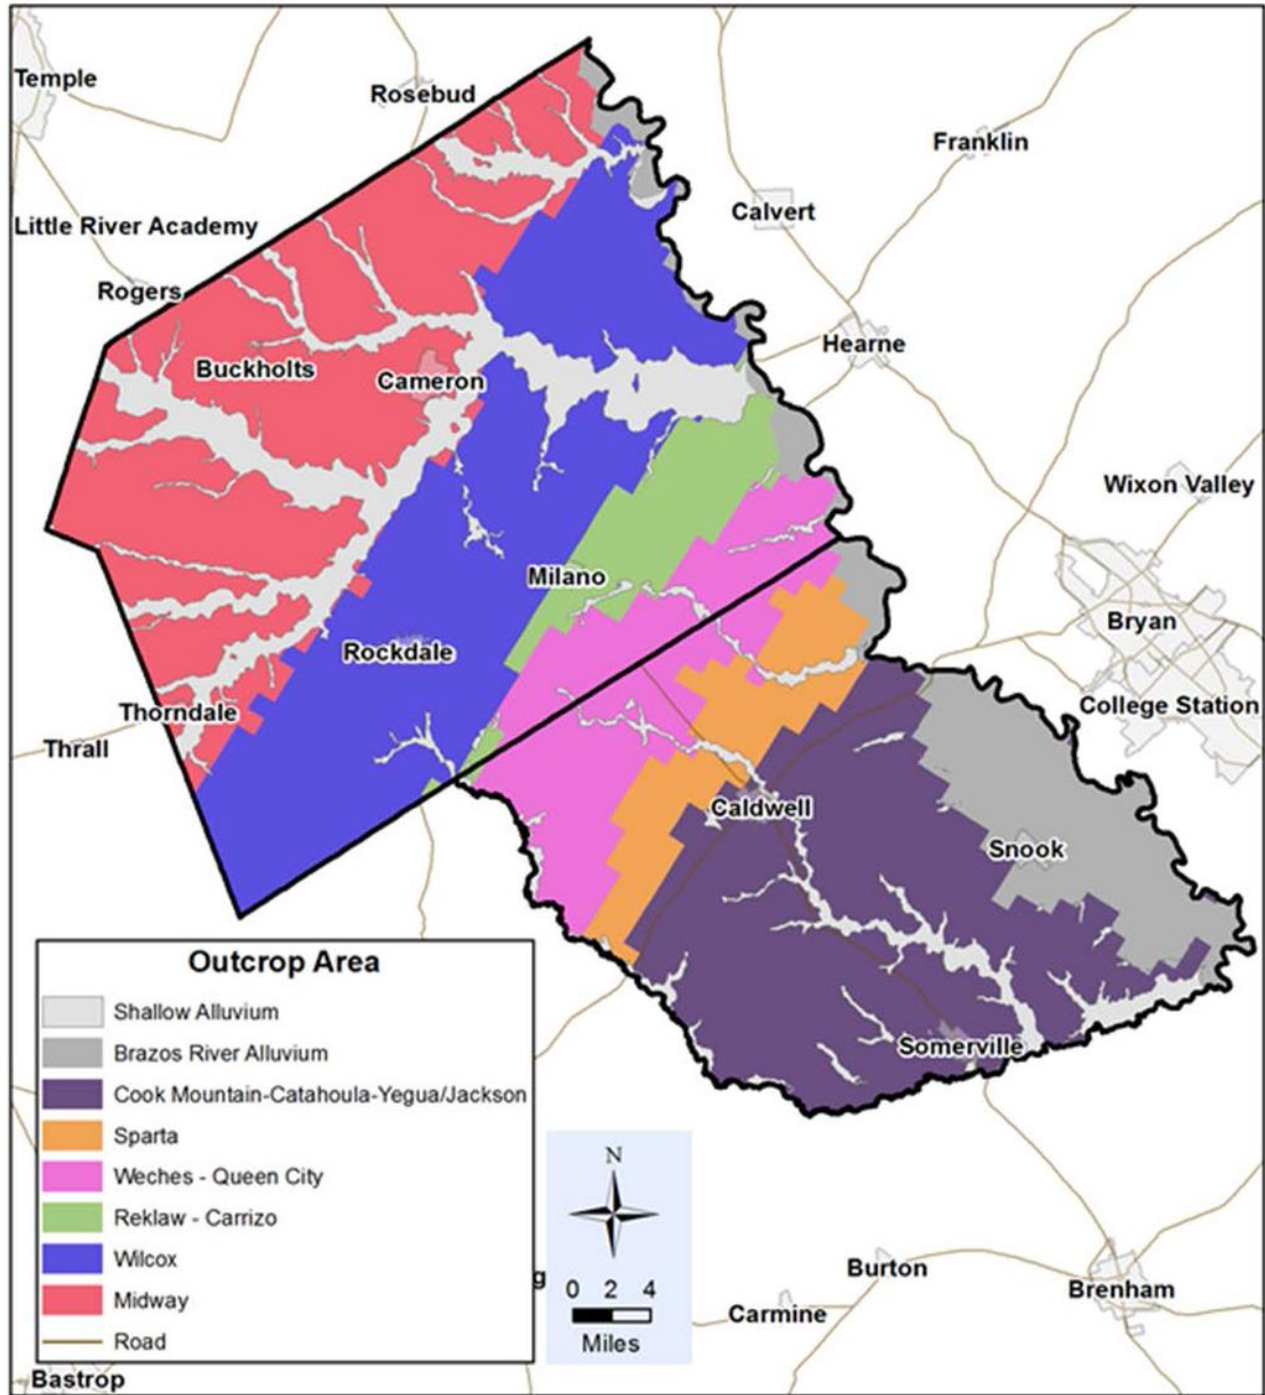 Temple
Rosebud
Franklin
Calvert
Little River Academy
Rogers
Hearne
Buckholts
Cameron
Wixon Valley
Milano
Bryan
Rockdale
College Station
Thorndale
Thrall
Caldwell
Snook
Somerville
Outcrop Area
Shallow Alluvium
Brazos River Alluvium
Cook Mountain-Catahoula-Yegua/Jackson
Sparta
Weches - Queen City
Reklaw - Carrizo
Wilcox
Midway
Road
N
0 2 4
Miles
g
Burton
Brenham
Carmine
Bastrop